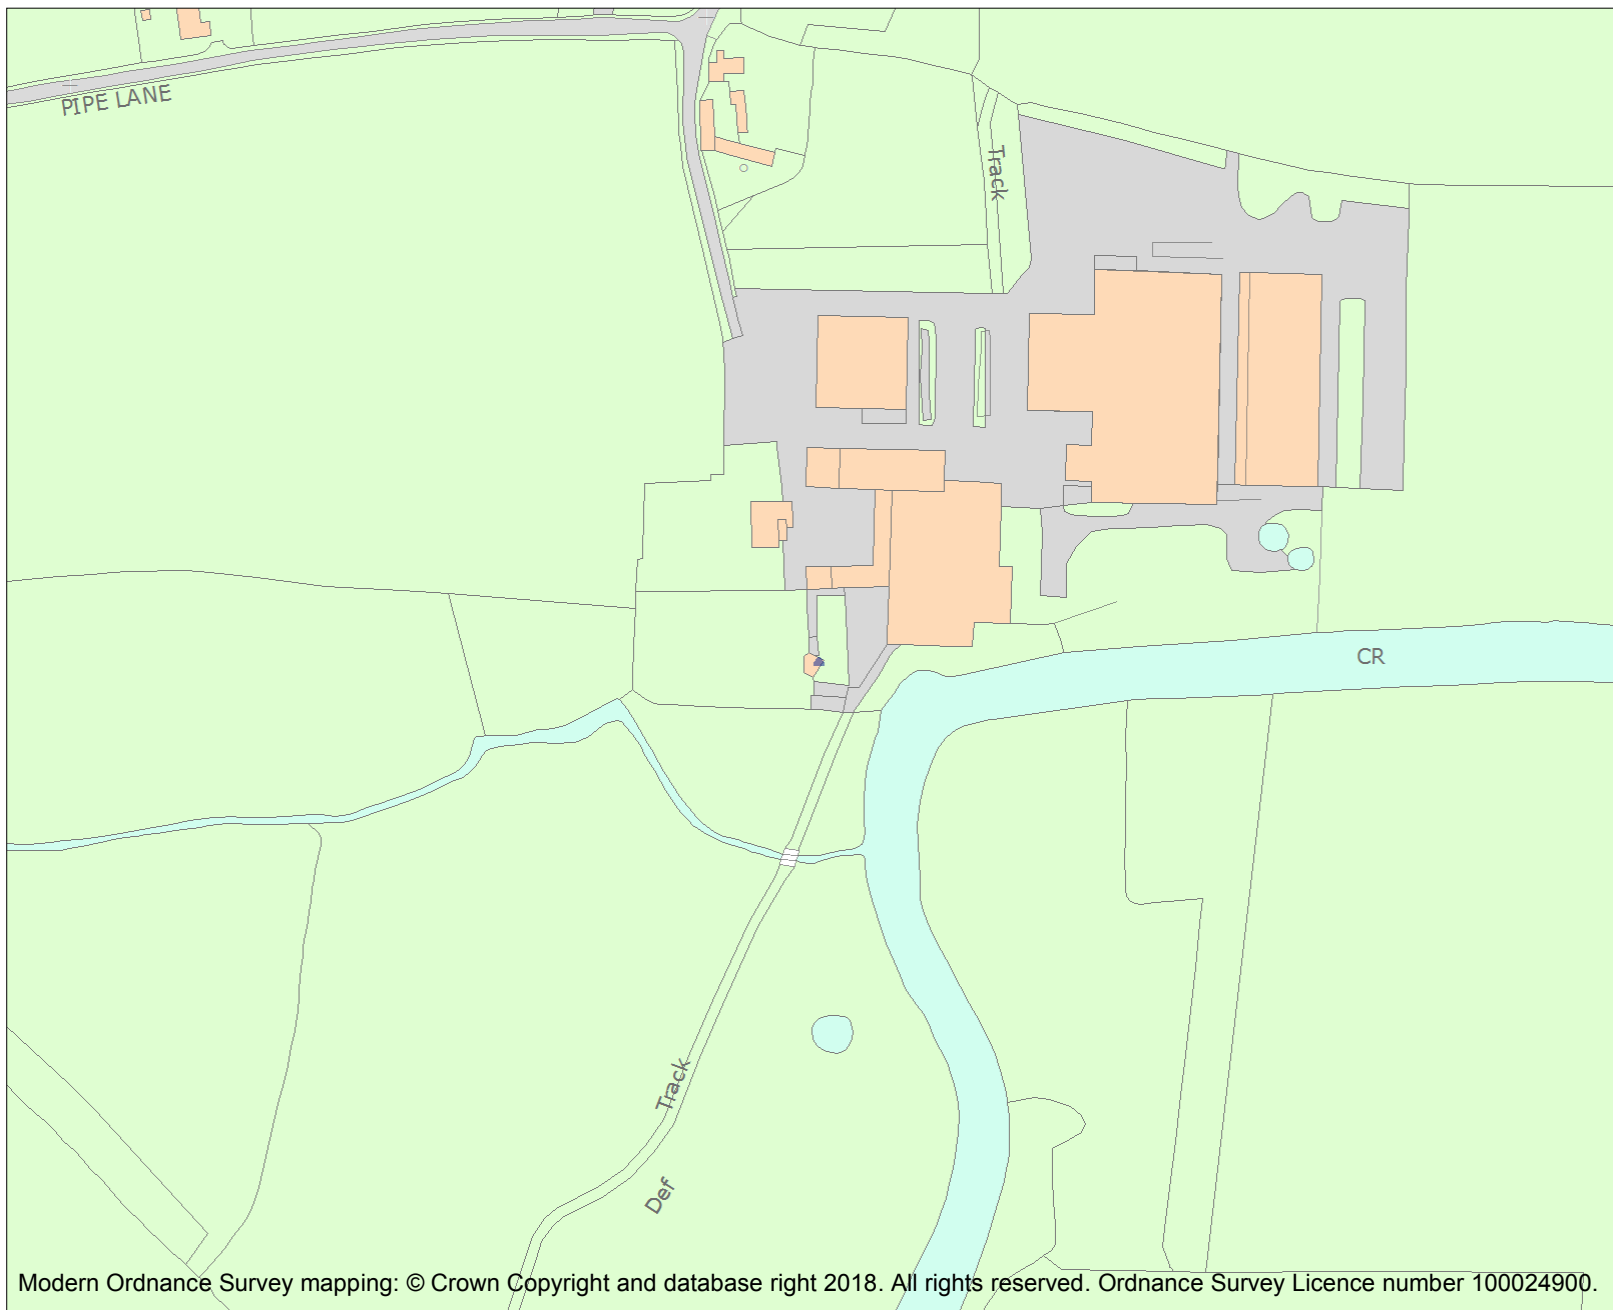 PIPE LANE
Track
CR
Track
Def
Modern Ordnance Survey mapping: © Crown Copyright and database right 2018. All rights reserved. Ordnance Survey Licence number 100024900.